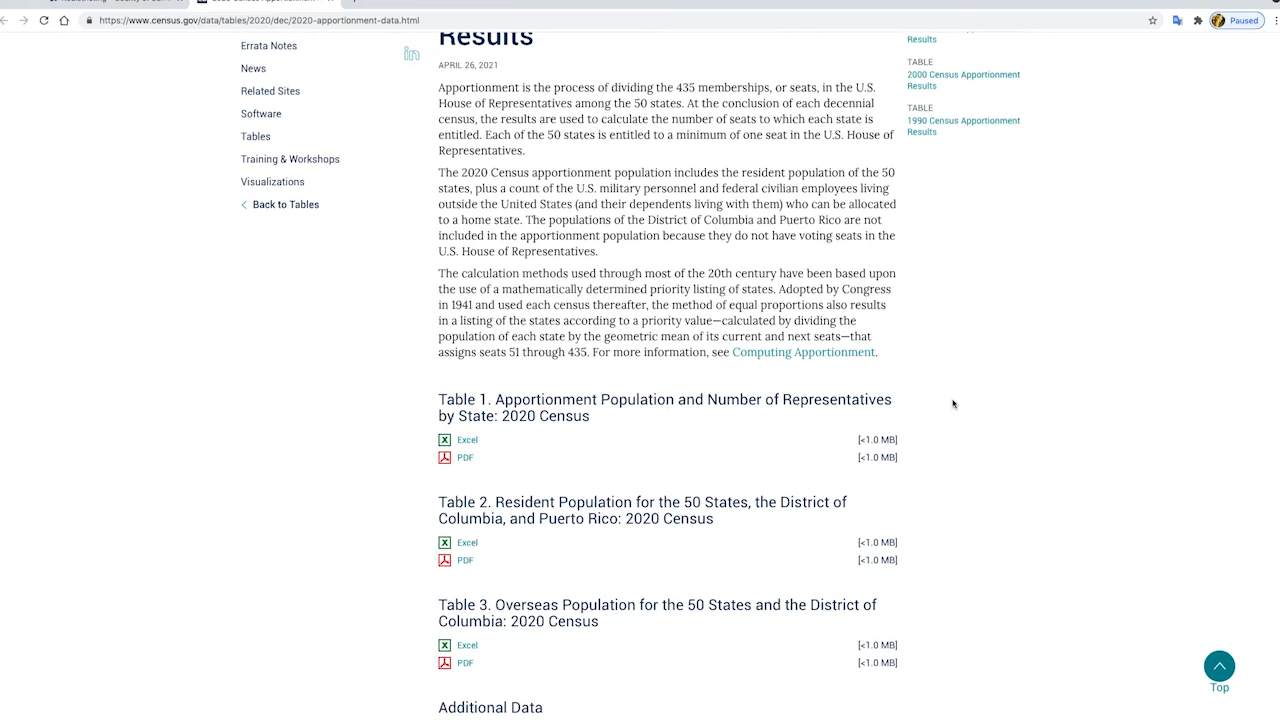 https://www.census.gov/data/tables/2020/dec/2020-apportionment-data.html
Paused
Errata Notes
News
Related Sites
Software
Tables
Training & Workshops
Visualizations
Back to Tables
Results
APRIL 26, 2021
Apportionment is the process of dividing the 435 memberships, or seats, in the U.S.
House of Representatives among the 50 states. At the conclusion of each decennial
census, the results are used to calculate the number of seats to which each state is
entitled. Each of the 50 states is entitled to a minimum of one seat in the U.S. House of
Representatives.
The 2020 Census apportionment population includes the resident population of the 50
states, plus a count of the U.S. military personnel and federal civilian employees living
outside the United States (and their dependents living with them) who can be allocated
to a home state. The populations of the District of Columbia and Puerto Rico are not
included in the apportionment population because they do not have voting seats in the
U.S. House of Representatives.
The calculation methods used through most of the 20th century have been based upon
the use of a mathematically determined priority listing of states. Adopted by Congress
in 1941 and used each census thereafter, the method of equal proportions also results
in a listing of the states according to a priority value—calculated by dividing the
population of each state by the geometric mean of its current and next seats—that
assigns seats 51 through 435. For more information, see Computing Apportionment.
Table 1. Apportionment Population and Number of Representatives
by State: 2020 Census
Excel [<1.0 MB]
PDF [<1.0 MB]
Table 2. Resident Population for the 50 States, the District of
Columbia, and Puerto Rico: 2020 Census
Excel [<1.0 MB]
PDF [<1.0 MB]
Table 3. Overseas Population for the 50 States and the District of
Columbia: 2020 Census
Excel [<1.0 MB]
PDF [<1.0 MB]
Additional Data
Results
TABLE
2000 Census Apportionment
Results
TABLE
1990 Census Apportionment
Results
Top